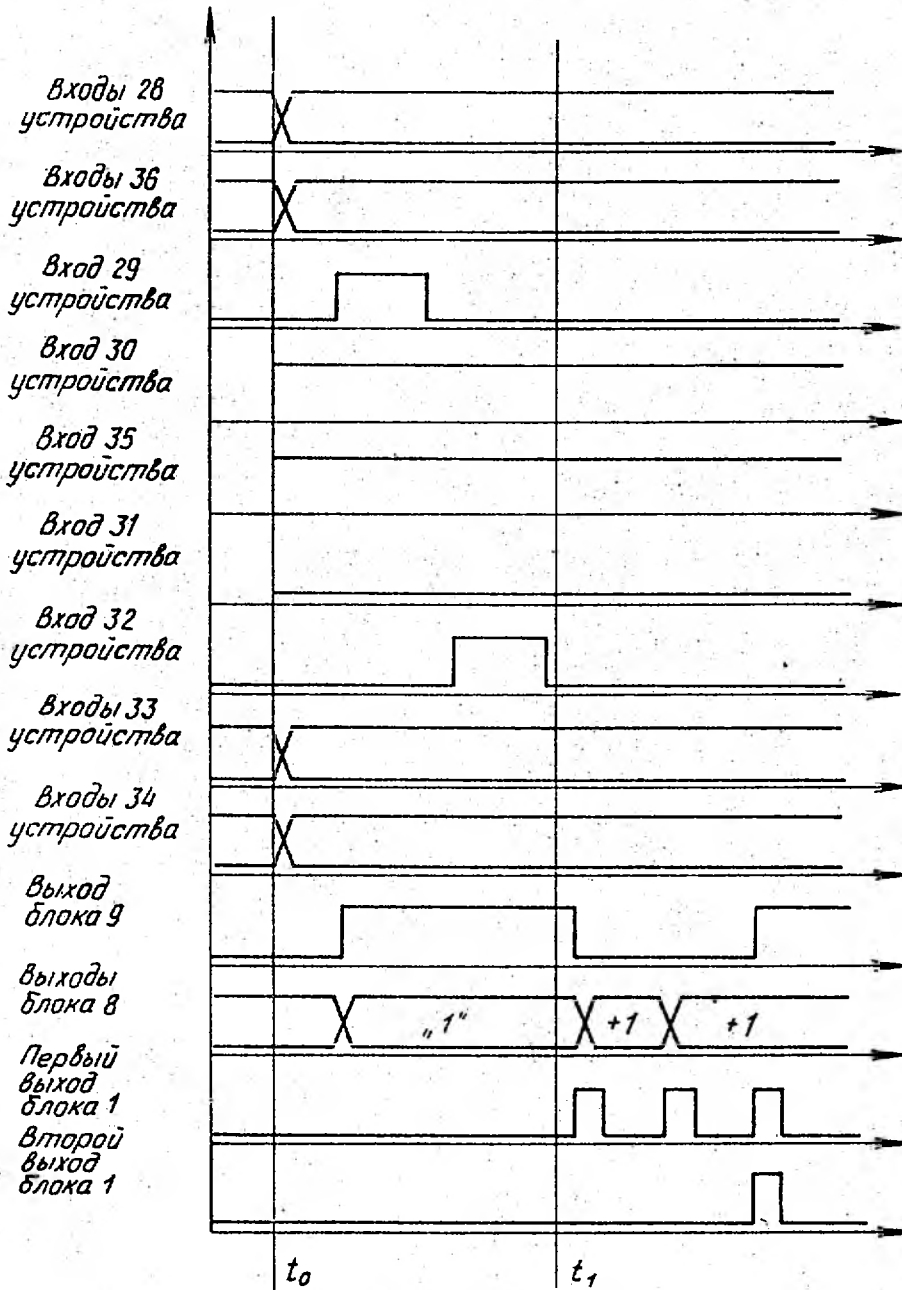 Входы 28
устройства
Входы 36
устройства
Вход 29
устройства
Вход 30
устройства
Вход 35
устройства
Вход 31
устройства
Вход 32
устройства
Входы 33
устройства
Входы 34
устройства
Выход
блока 9
Выходы
блока 8
„1“
+1
+1
Первый
выход
блока 1
Второй
выход
блока 1
t₀
t₁